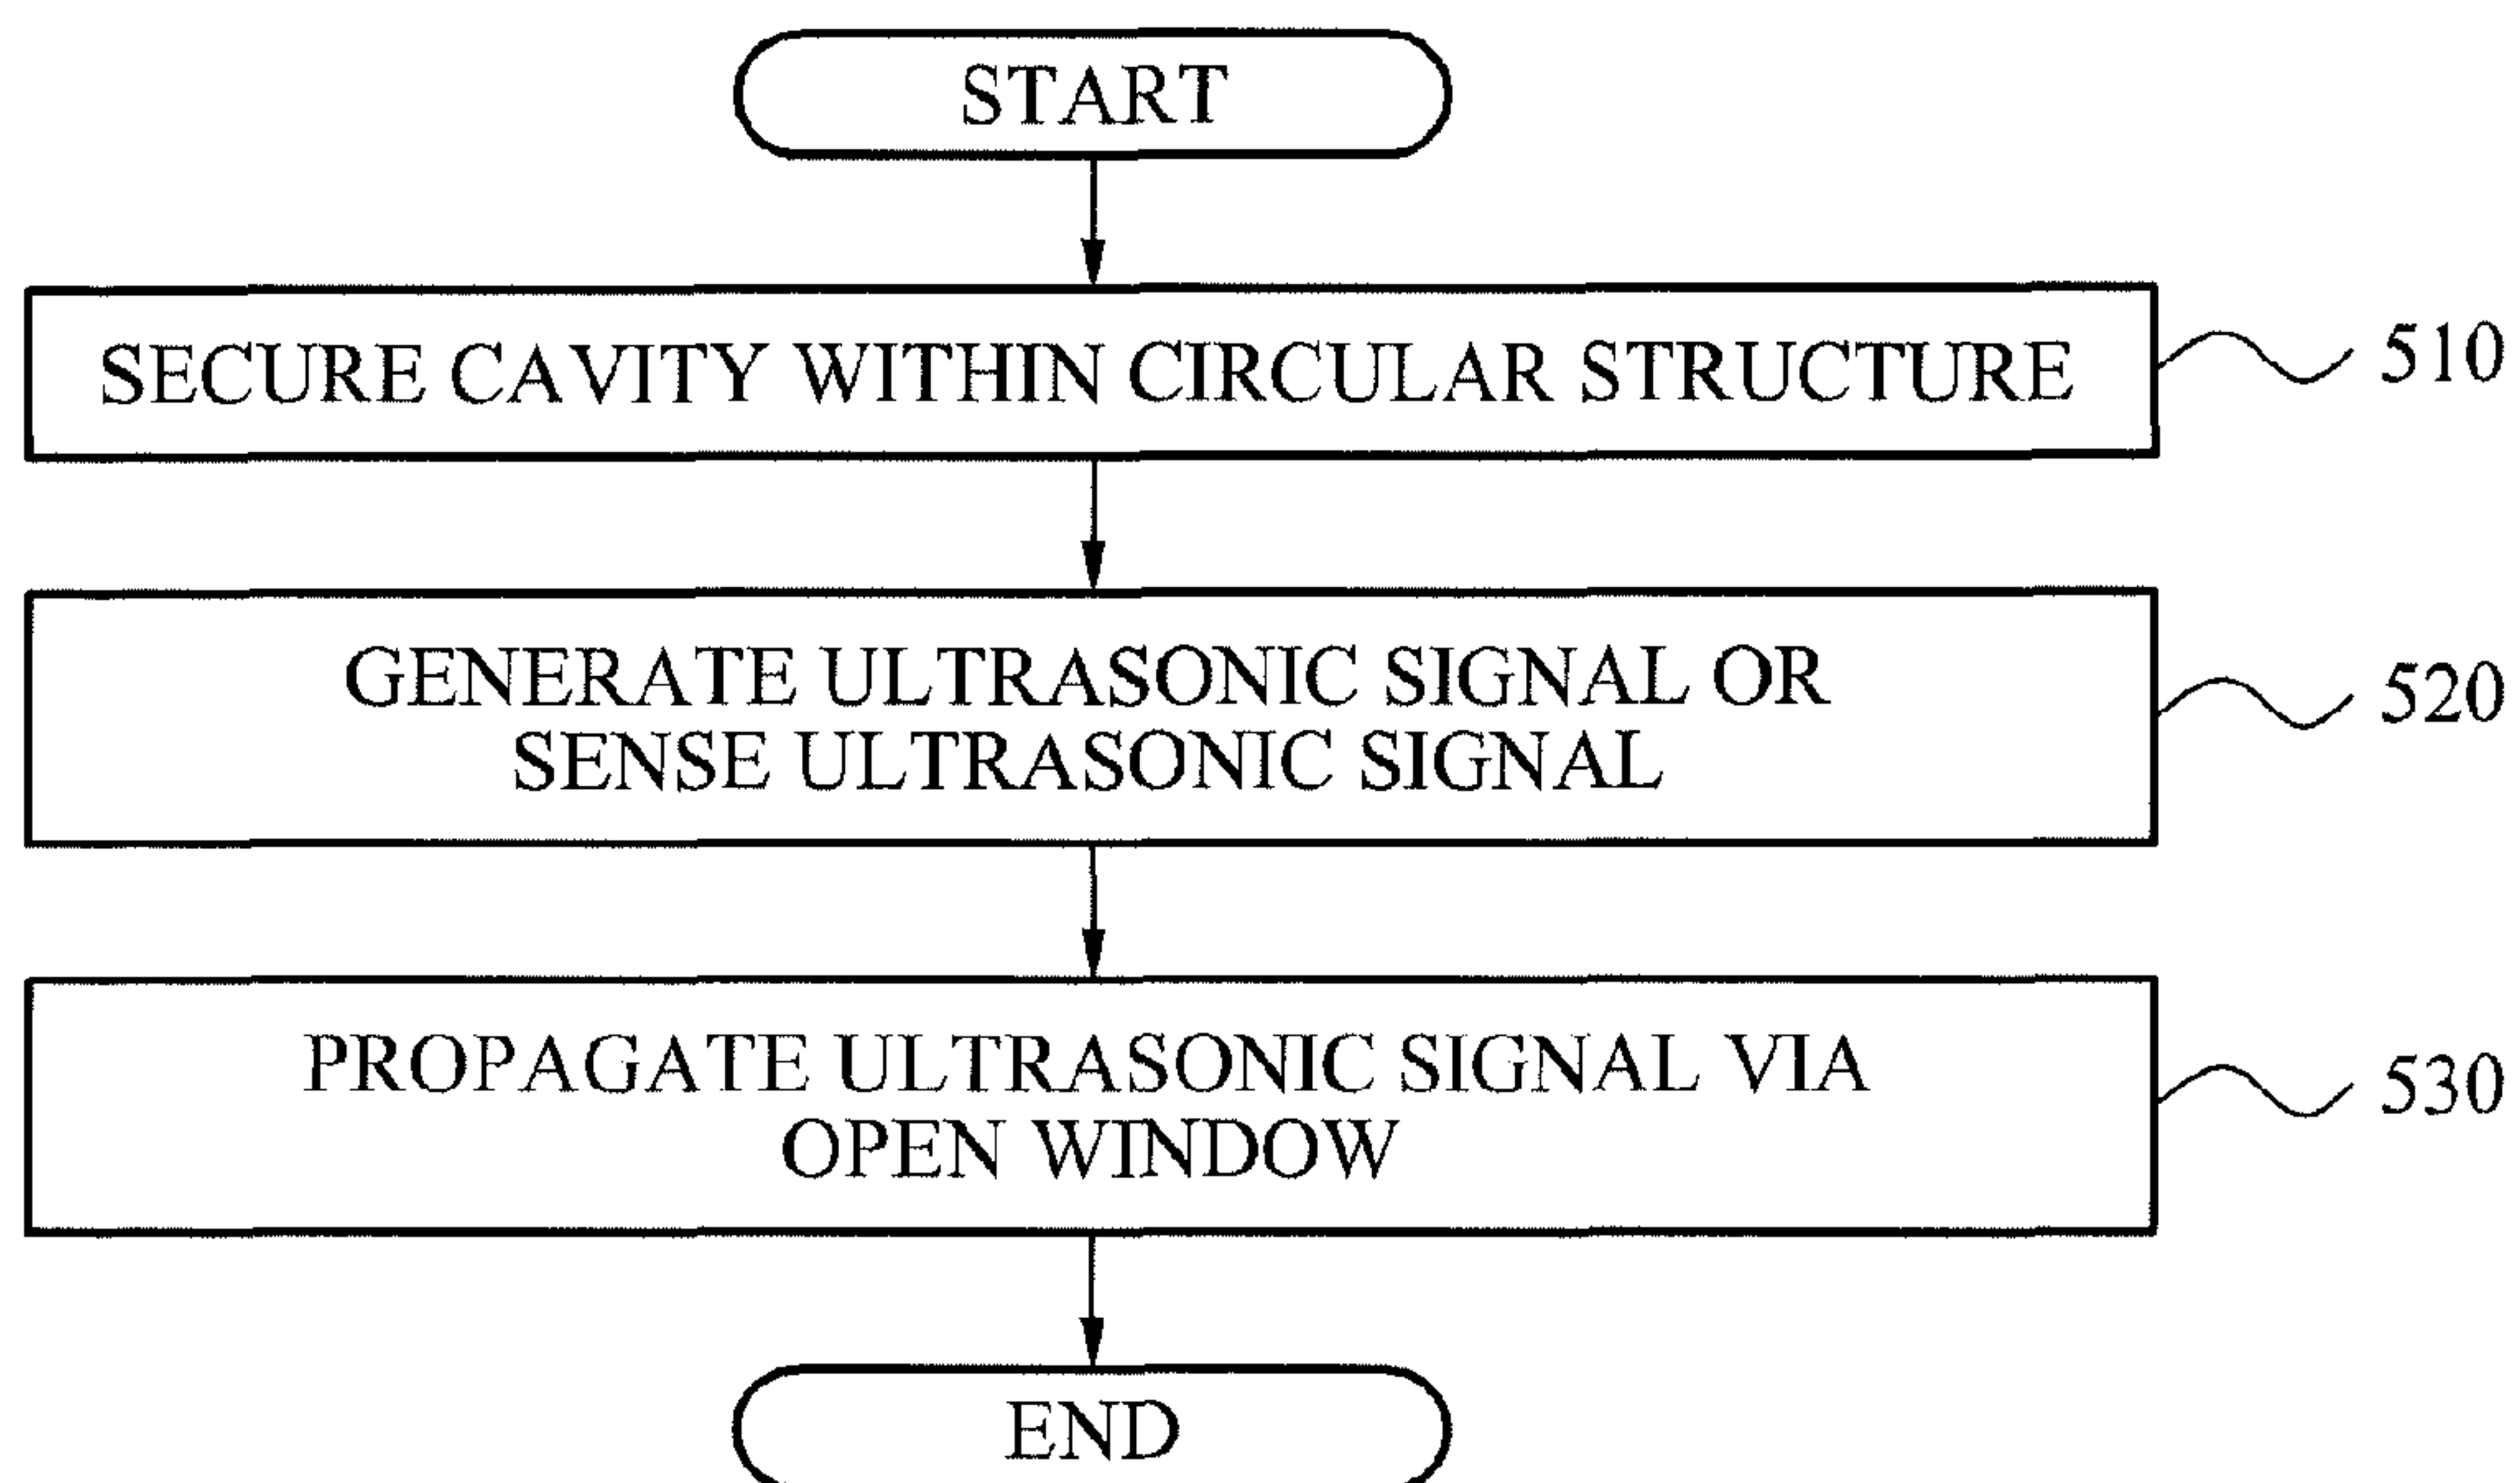 START
SECURE CAVITY WITHIN CIRCULAR STRUCTURE
510
GENERATE ULTRASONIC SIGNAL OR
SENSE ULTRASONIC SIGNAL
520
PROPAGATE ULTRASONIC SIGNAL VIA
OPEN WINDOW
530
END